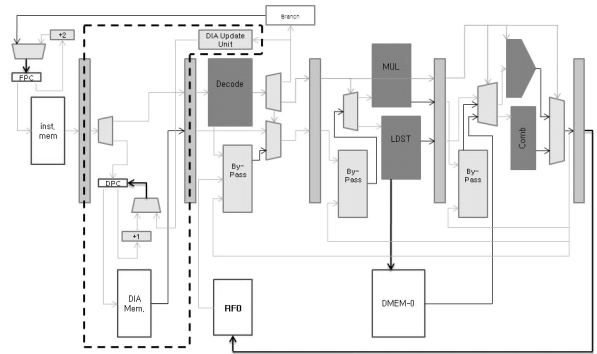 Branch
+2
DIA Update
Unit
FPC
MUL
Decode
inst.
mem
Comb
LDST
By-
Pass
By-
Pass
By-
Pass
DPC
+1
DIA
Mem.
RF0
DMEM-0